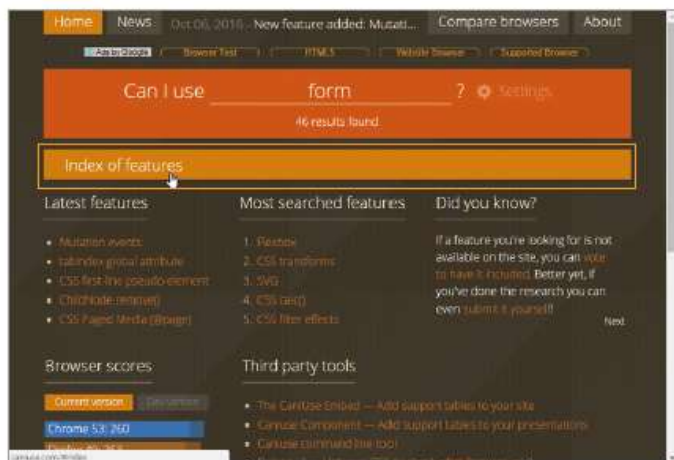 Home News Oct 06, 2016 - New feature added: Mutati... Compare browsers About
Ads by Google Browser Test HTML5 Website Browser Supported Browser
Can I use form ? Settings
46 results found
Index of features
Latest features
Mutation events
tabindex global attribute
CSS first-line pseudo-element
ChildNode.remove()
CSS Paged Media (@page)
Most searched features
1. Flexbox
2. CSS transforms
3. SVG
4. CSS calc()
5. CSS filter effects
Did you know?
If a feature you're looking for is not
available on the site, you can vote
to have it included. Better yet, if
you've done the research you can
even submit it yourself!
Next
Browser scores
Current version Dev version
Chrome 53: 260
Third party tools
The CanIUse Embed — Add support tables to your site
Caniuse Component — Add support tables to your presentations
Caniuse command line tool
caniuse.com/#index